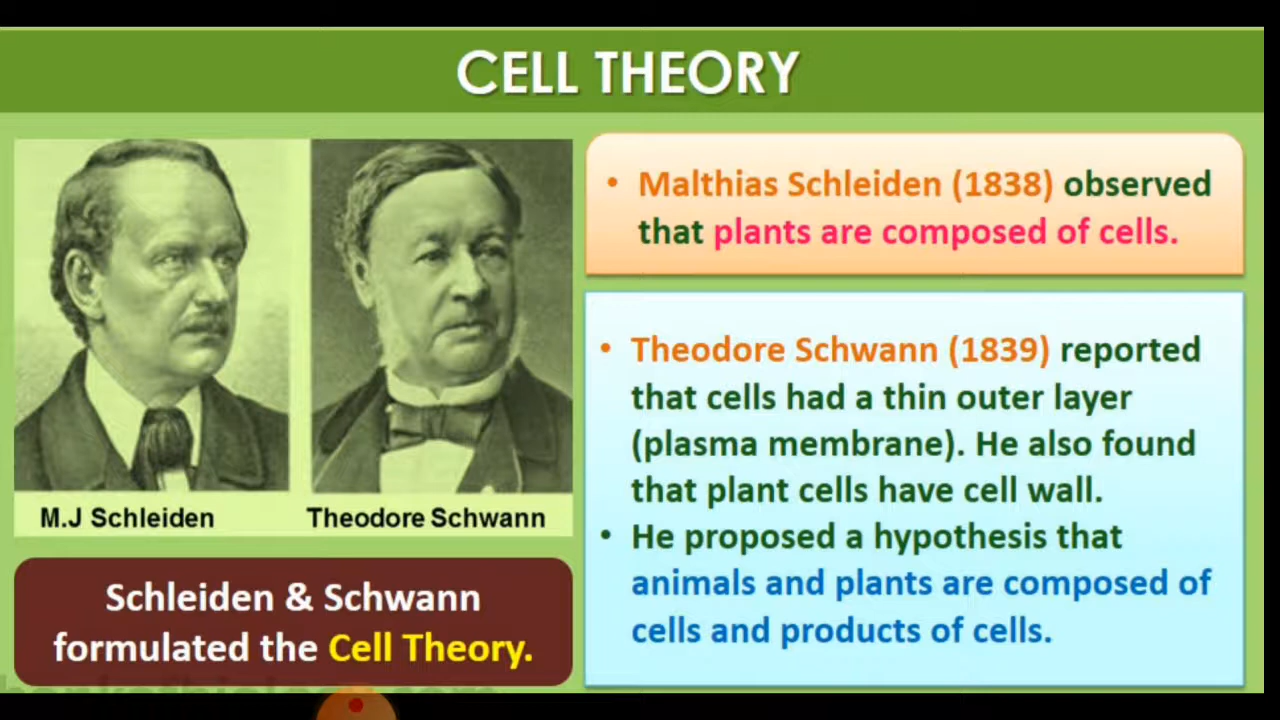 CELL THEORY
• Malthias Schleiden (1838) observed
that plants are composed of cells.
• Theodore Schwann (1839) reported
that cells had a thin outer layer
(plasma membrane). He also found
that plant cells have cell wall.
• He proposed a hypothesis that
animals and plants are composed of
cells and products of cells.
M.J Schleiden
Theodore Schwann
Schleiden & Schwann
formulated the Cell Theory.